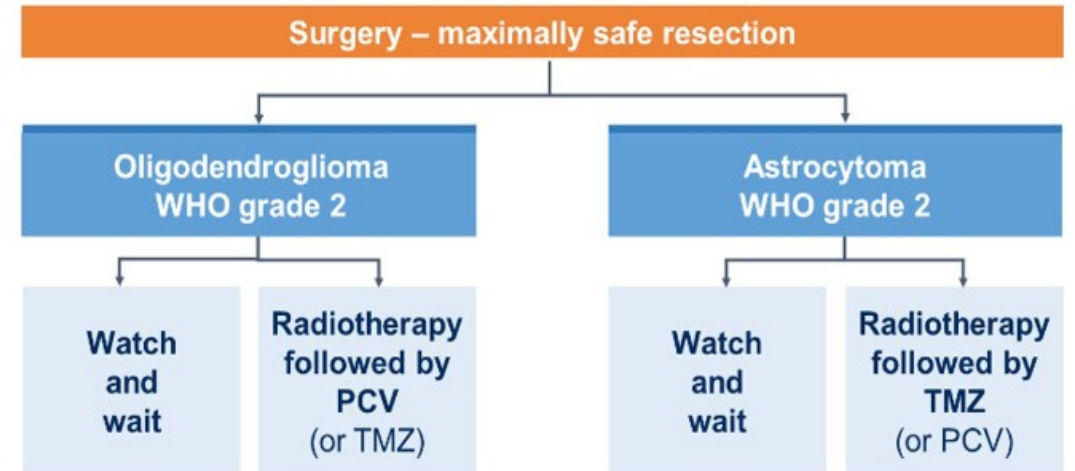 Surgery – maximally safe resection
Oligodendroglioma
WHO grade 2
Astrocytoma
WHO grade 2
Watch
and
wait
Radiotherapy
followed by
PCV
(or TMZ)
Watch
and
wait
Radiotherapy
followed by
TMZ
(or PCV)